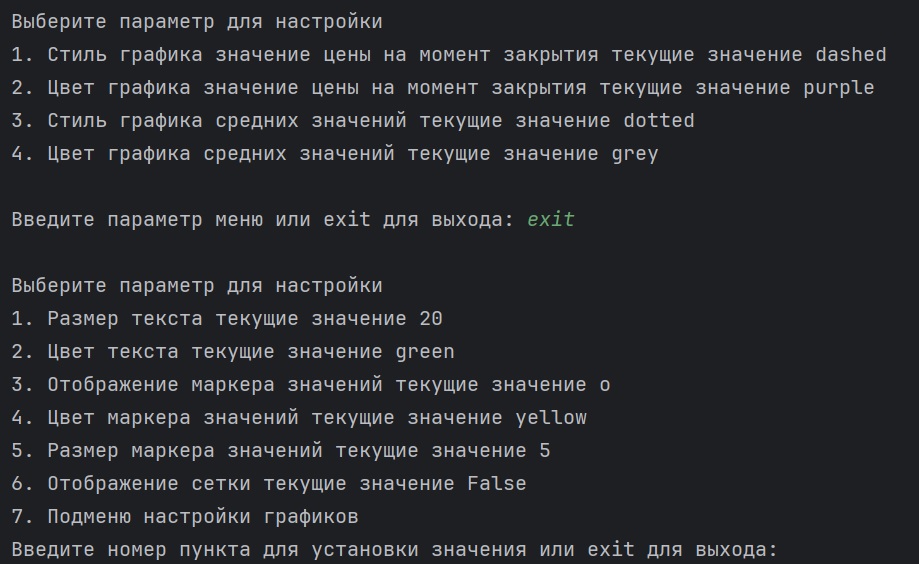 Выберите параметр для настройки
1. Стиль графика значение цены на момент закрытия текущие значение dashed
2. Цвет графика значение цены на момент закрытия текущие значение purple
3. Стиль графика средних значений текущие значение dotted
4. Цвет графика средних значений текущие значение grey
Введите параметр меню или exit для выхода: exit
Выберите параметр для настройки
1. Размер текста текущие значение 20
2. Цвет текста текущие значение green
3. Отображение маркера значений текущие значение o
4. Цвет маркера значений текущие значение yellow
5. Размер маркера значений текущие значение 5
6. Отображение сетки текущие значение False
7. Подменю настройки графиков
Введите номер пункта для установки значения или exit для выхода: